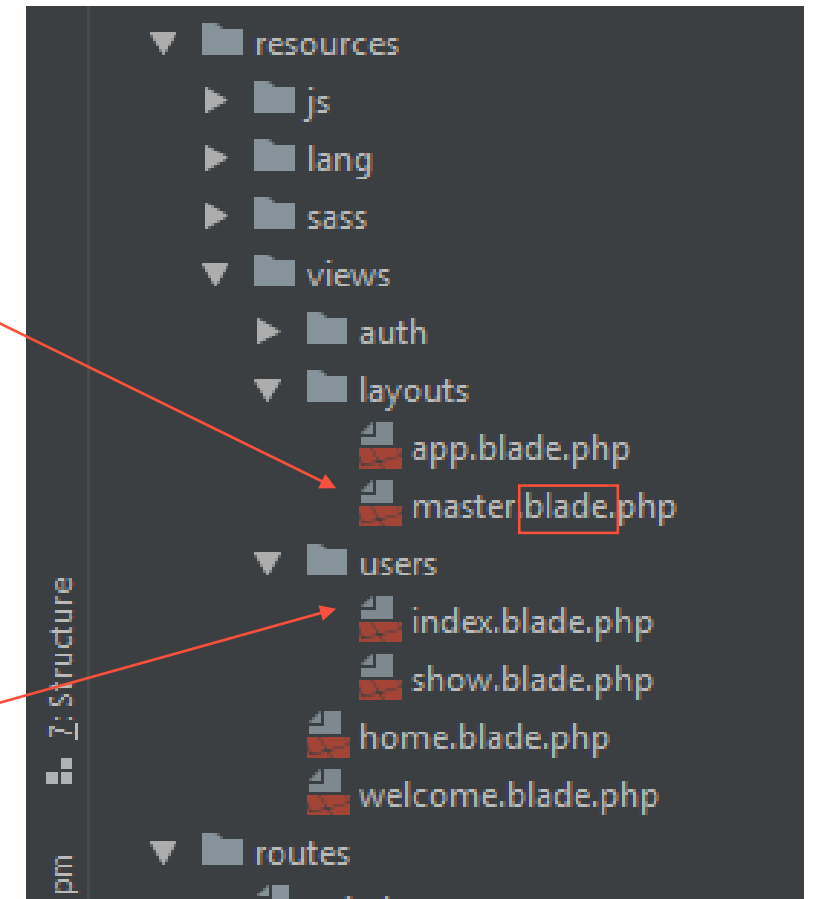 resources
js
lang
sass
views
auth
layouts
app.blade.php
master.blade.php
users
index.blade.php
show.blade.php
home.blade.php
welcome.blade.php
routes
7: Structure
pm